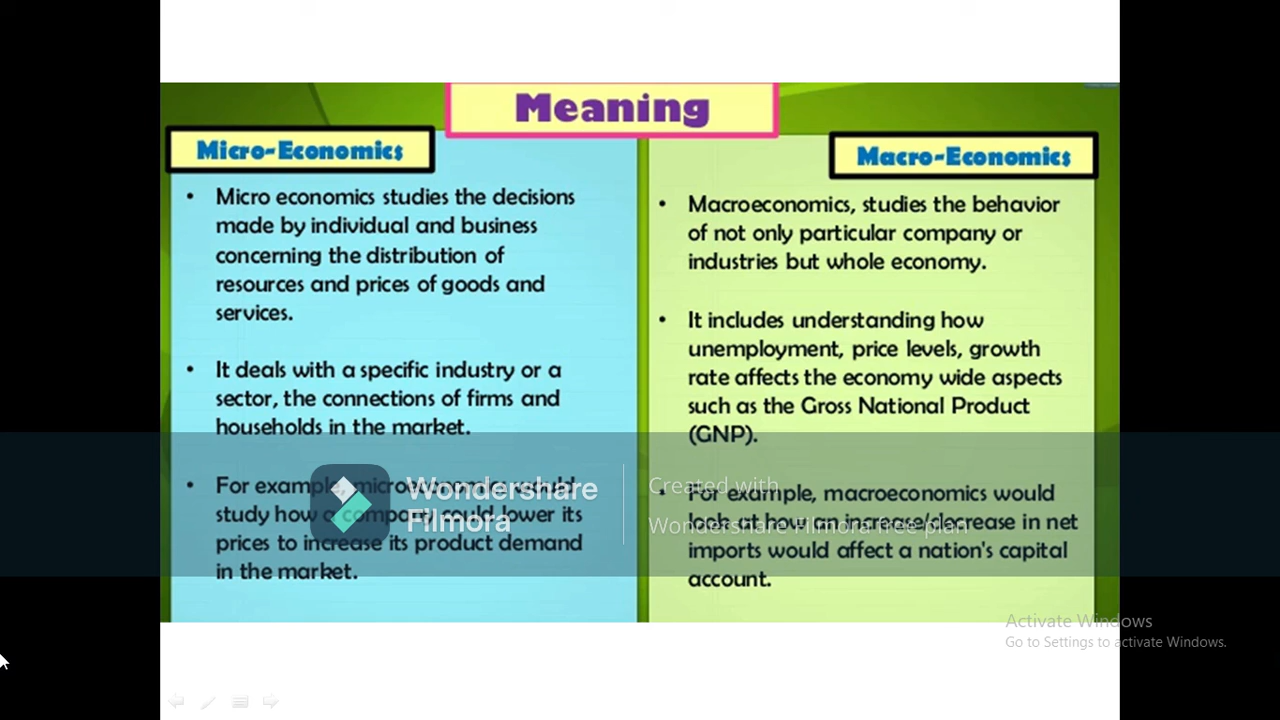 Meaning
Micro-Economics
• Micro economics studies the decisions
made by individual and business
concerning the distribution of
resources and prices of goods and
services.
• It deals with a specific industry or a
sector, the connections of firms and
households in the market.
• For example, microeconomics would
study how a company could lower its
prices to increase its product demand
in the market.
Macro-Economics
• Macroeconomics, studies the behavior
of not only particular company or
industries but whole economy.
• It includes understanding how
unemployment, price levels, growth
rate affects the economy wide aspects
such as the Gross National Product
(GNP).
• For example, macroeconomics would
look at how an increase/decrease in net
imports would affect a nation's capital
account.
Wondershare
Filmora
Created with
Wondershare Filmora free plan
Activate Windows
Go to Settings to activate Windows.